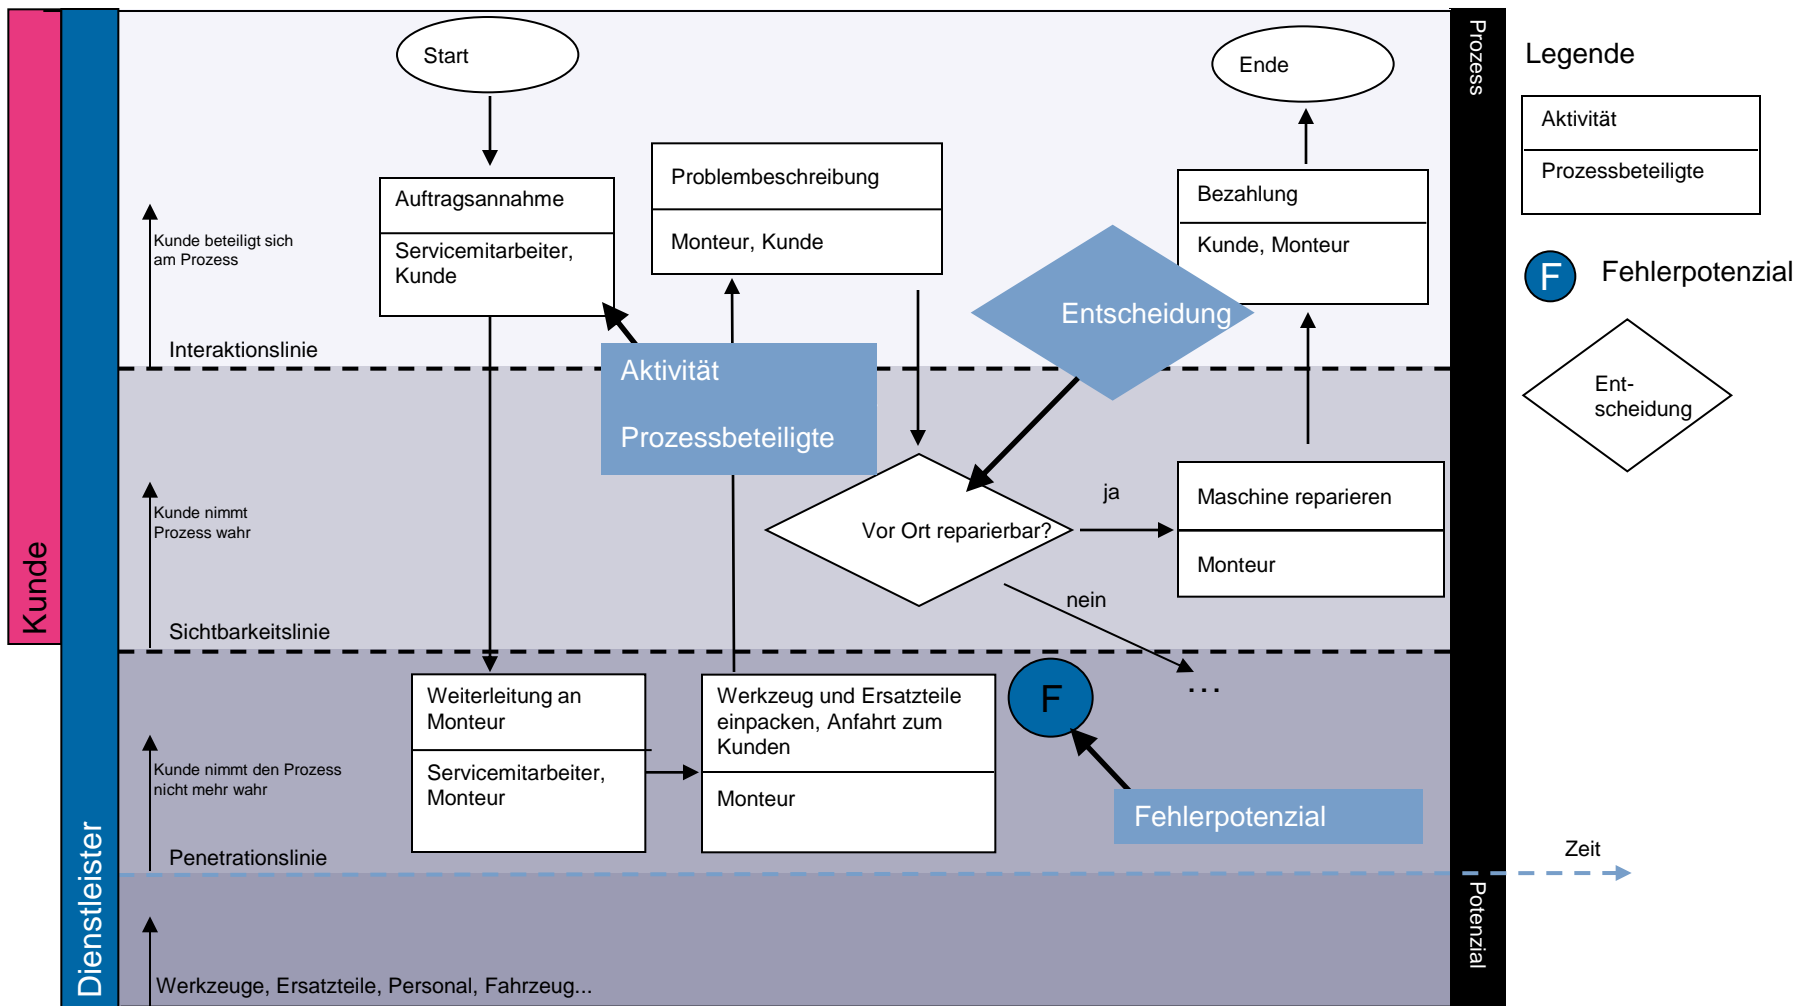 Start
Ende
Prozess
Legende
Aktivität
Prozessbeteiligte
Auftragsannahme
Servicemitarbeiter,
Kunde
Problembeschreibung
Monteur, Kunde
Bezahlung
Kunde, Monteur
Kunde beteiligt sich
am Prozess
F
Fehlerpotenzial
Entscheidung
Interaktionslinie
Aktivität
Prozessbeteiligte
Ent-
scheidung
Kunde nimmt
Prozess wahr
Vor Ort reparierbar?
ja
Maschine reparieren
Monteur
nein
Kunde
Sichtbarkeitslinie
Weiterleitung an
Monteur
Servicemitarbeiter,
Monteur
Werkzeug und Ersatzteile
einpacken, Anfahrt zum
Kunden
Monteur
F
...
Kunde nimmt den Prozess
nicht mehr wahr
Fehlerpotenzial
Penetrationslinie
Zeit
Dienstleister
Potenzial
Werkzeuge, Ersatzteile, Personal, Fahrzeug...